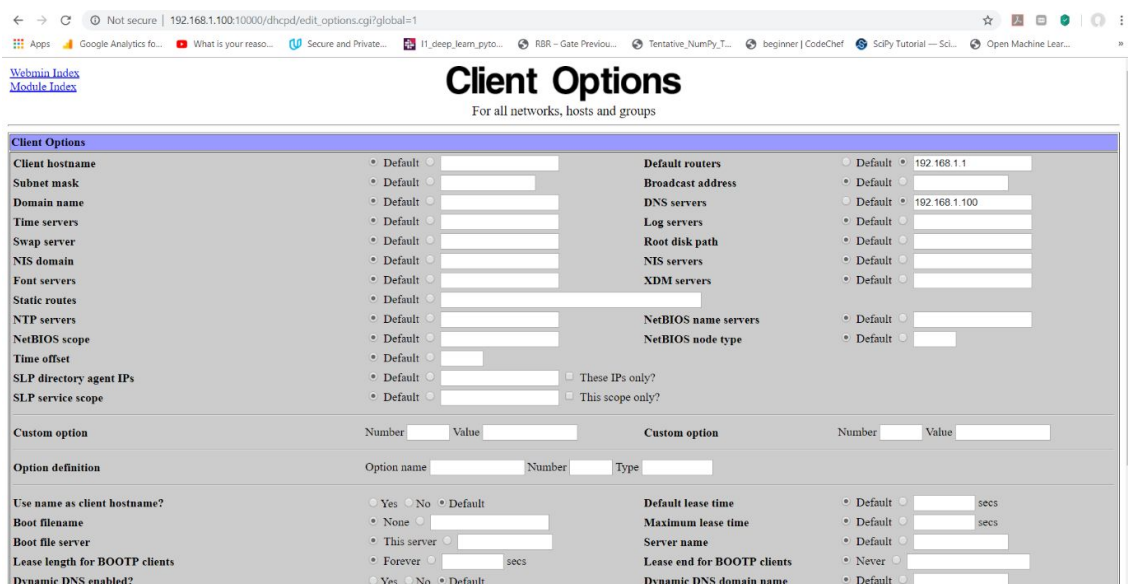 Not secure | 192.168.1.100:10000/dhcpd/edit_options.cgi?global=1
Apps Google Analytics fo... What is your reaso... Secure and Private... l1_deep_learn_pyto... RBR – Gate Previou... Tentative_NumPy_T... beginner | CodeChef SciPy Tutorial — Sci... Open Machine Lear... »
Webmin Index
Module Index
Client Options
For all networks, hosts and groups
Client Options
Client hostname Default Default routers Default 192.168.1.1
Subnet mask Default Broadcast address Default
Domain name Default DNS servers Default 192.168.1.100
Time servers Default Log servers Default
Swap server Default Root disk path Default
NIS domain Default NIS servers Default
Font servers Default XDM servers Default
Static routes Default
NTP servers Default NetBIOS name servers Default
NetBIOS scope Default NetBIOS node type Default
Time offset Default
SLP directory agent IPs Default These IPs only?
SLP service scope Default This scope only?
Custom option Number Value Custom option Number Value
Option definition Option name Number Type
Use name as client hostname? Yes No Default Default lease time Default secs
Boot filename None Maximum lease time Default secs
Boot file server This server Server name Default
Lease length for BOOTP clients Forever secs Lease end for BOOTP clients Never
Dynamic DNS enabled? Yes No Default Dynamic DNS domain name Default